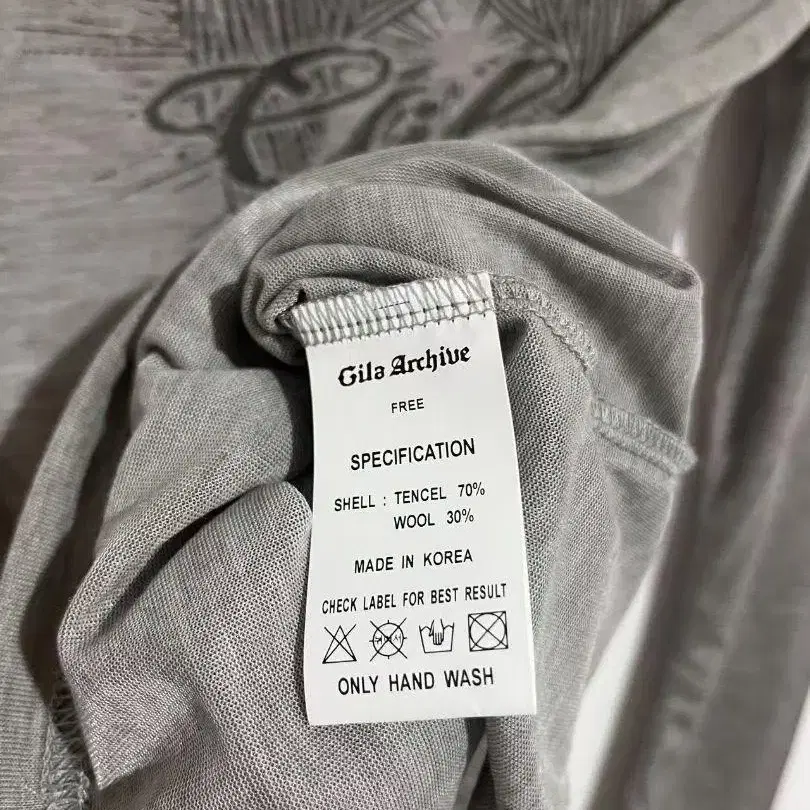 Gila Archive
FREE
SPECIFICATION
SHELL : TENCEL 70%
WOOL 30%
MADE IN KOREA
CHECK LABEL FOR BEST RESULT
ONLY HAND WASH